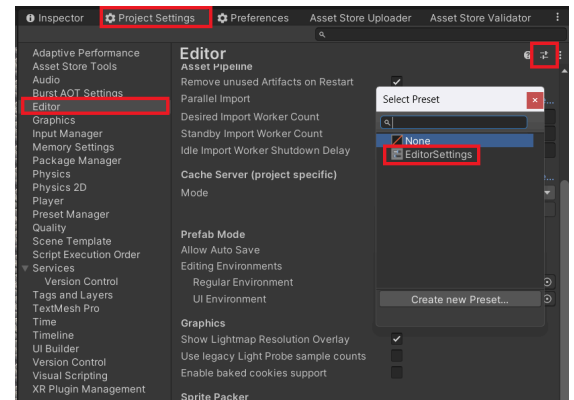 Inspector Project Settings Preferences Asset Store Uploader Asset Store Validator
Adaptive Performance
Asset Store Tools
Audio
Burst AOT Settings
Editor
Graphics
Input Manager
Memory Settings
Package Manager
Physics
Physics 2D
Player
Preset Manager
Quality
Scene Template
Script Execution Order
Services
Version Control
Tags and Layers
TextMesh Pro
Time
Timeline
UI Builder
Version Control
Visual Scripting
XR Plugin Management
Editor
Asset Pipeline
Remove unused Artifacts on Restart
Parallel Import
Desired Import Worker Count
Standby Import Worker Count
Idle Import Worker Shutdown Delay
Cache Server (project specific)
Mode
Prefab Mode
Allow Auto Save
Editing Environments
Regular Environment
UI Environment
Graphics
Show Lightmap Resolution Overlay
Use legacy Light Probe sample counts
Enable baked cookies support
Sprite Packer
Select Preset
None
EditorSettings
Create new Preset...